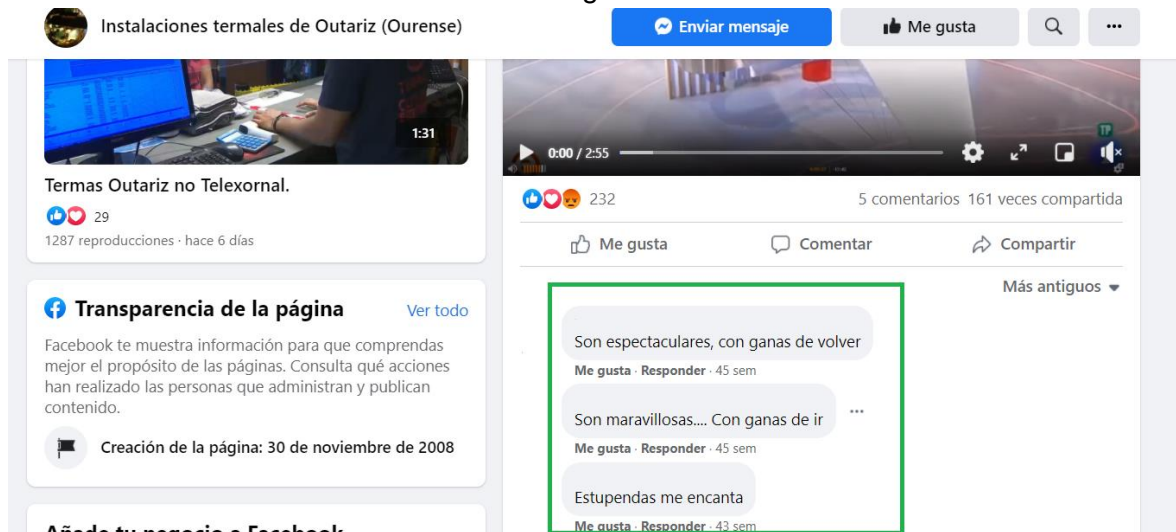 Instalaciones termales de Outariz (Ourense)
Enviar mensaje
Me gusta
1:31
Termas Outariz no Telexornal.
29
1287 reproducciones · hace 6 días
Transparencia de la página
Ver todo
Facebook te muestra información para que comprendas
mejor el propósito de las páginas. Consulta qué acciones
han realizado las personas que administran y publican
contenido.
Creación de la página: 30 de noviembre de 2008
Añade tu negocio a Facebook
0:00 / 2:55
232
5 comentarios 161 veces compartida
Me gusta
Comentar
Compartir
Más antiguos
Son espectaculares, con ganas de volver
Me gusta · Responder · 45 sem
Son maravillosas.... Con ganas de ir
Me gusta · Responder · 45 sem
Estupendas me encanta
Me gusta · Responder · 43 sem